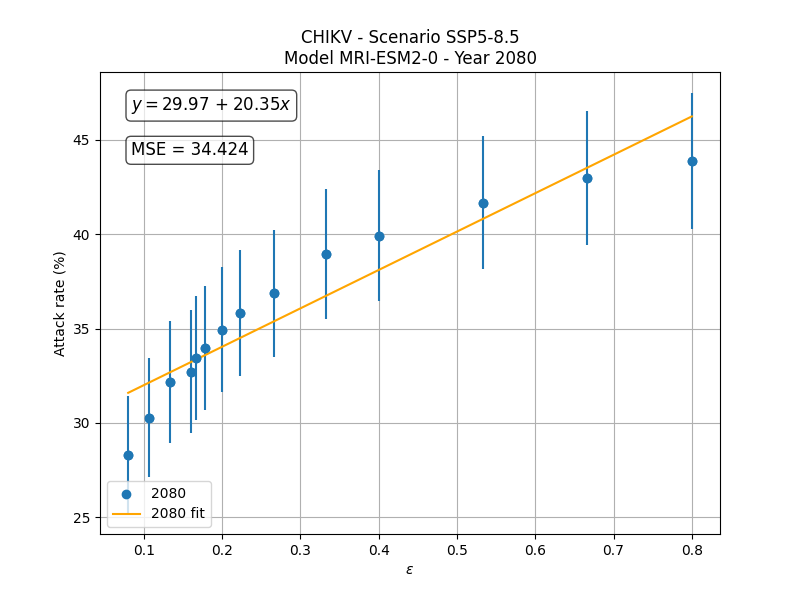 CHIKV - Scenario SSP5-8.5
Model MRI-ESM2-0 - Year 2080
y = 29.97 + 20.35x
MSE = 34.424
Attack rate (%)
45
40
35
30
25
2080
2080 fit
0.1 0.2 0.3 0.4 0.5 0.6 0.7 0.8
ε